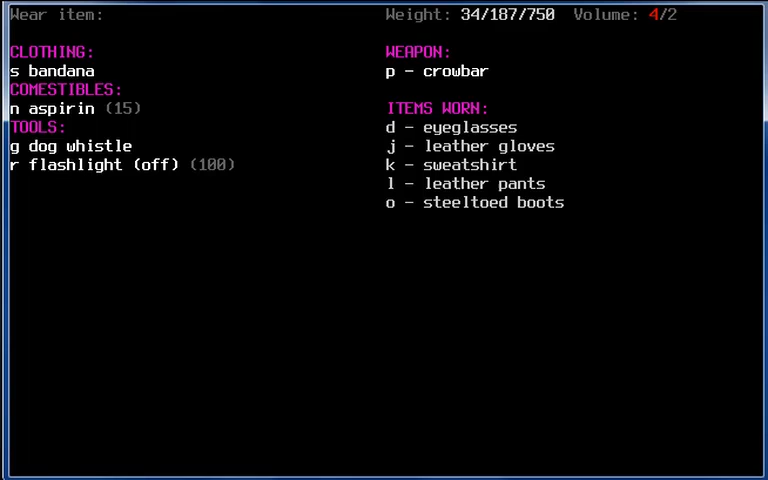 Wear item:
Weight: 34/187/750 Volume: 4/2
CLOTHING:
s bandana
COMESTIBLES:
n aspirin (15)
TOOLS:
g dog whistle
r flashlight (off) (100)
WEAPON:
p - crowbar
ITEMS WORN:
d - eyeglasses
j - leather gloves
k - sweatshirt
l - leather pants
o - steeltoed boots